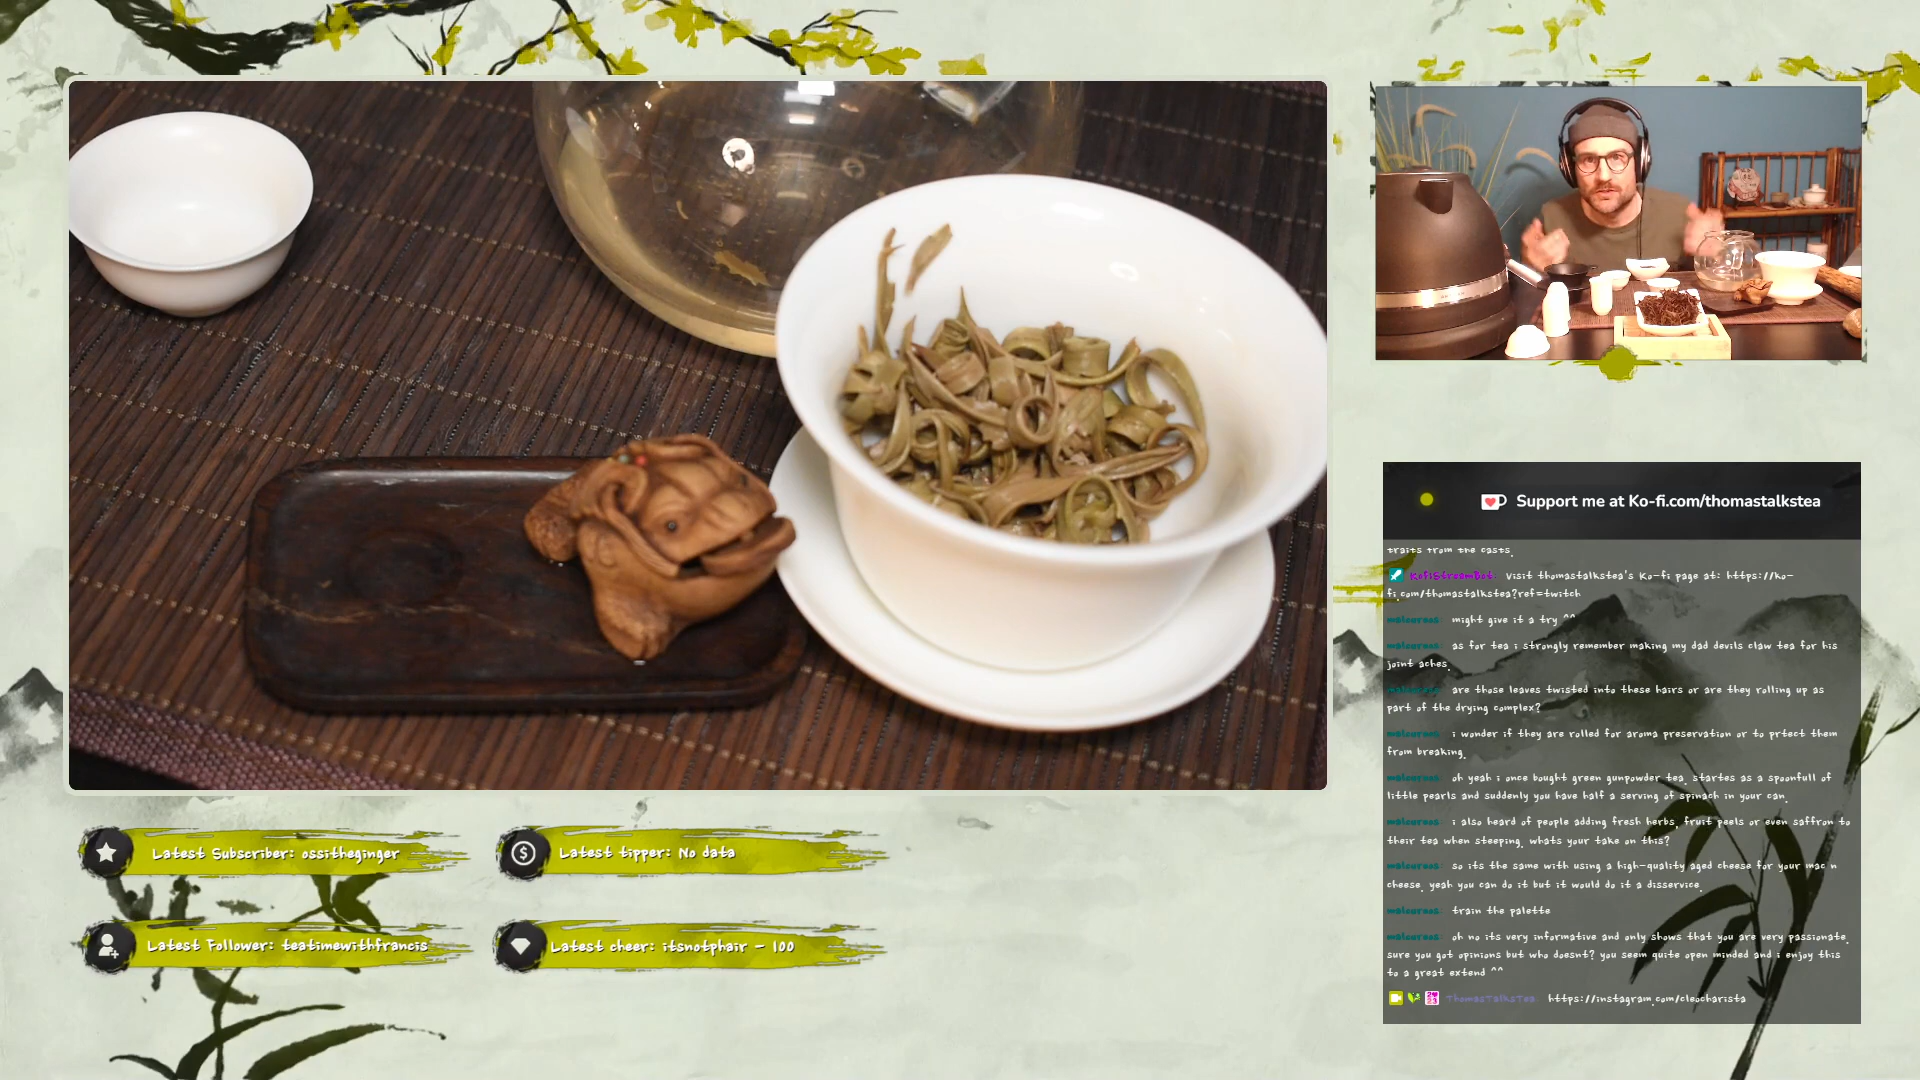 Support me at Ko-fi.com/thomastalkstea
traits from the casts.
KofiStreamBot: Visit thomastalkstea's Ko-fi page at: https://ko-
fi.com/thomastalkstea?ref=twitch
might give it a try ^^
as for tea i strongly remember making my dad devils claw tea for his
joint aches.
are those leaves twisted into these hairs or are they rolling up as
part of the drying complex?
i wonder if they are rolled for aroma preservation or to prtect them
from breaking.
oh yeah i once bought green gunpowder tea. startes as a spoonfull of
little pearls and suddenly you have half a serving of spinach in your can.
i also heard of people adding fresh herbs, fruit peels or even saffron to
their tea when steeping. whats your take on this?
so its the same with using a high-quality aged cheese for your mac n
cheese. yeah you can do it but it would do it a disservice.
train the palette
oh no its very informative and only shows that you are very passionate.
sure you got opinions but who doesnt? you seem quite open minded and i enjoy this
to a great extend ^^
ThomasTalksTea: https://instagram.com/cleocharista
Latest Subscriber: ossitheginger
Latest tipper: No data
Latest Follower: teatimewithfrancis
Latest cheer: itsnotphair - 100